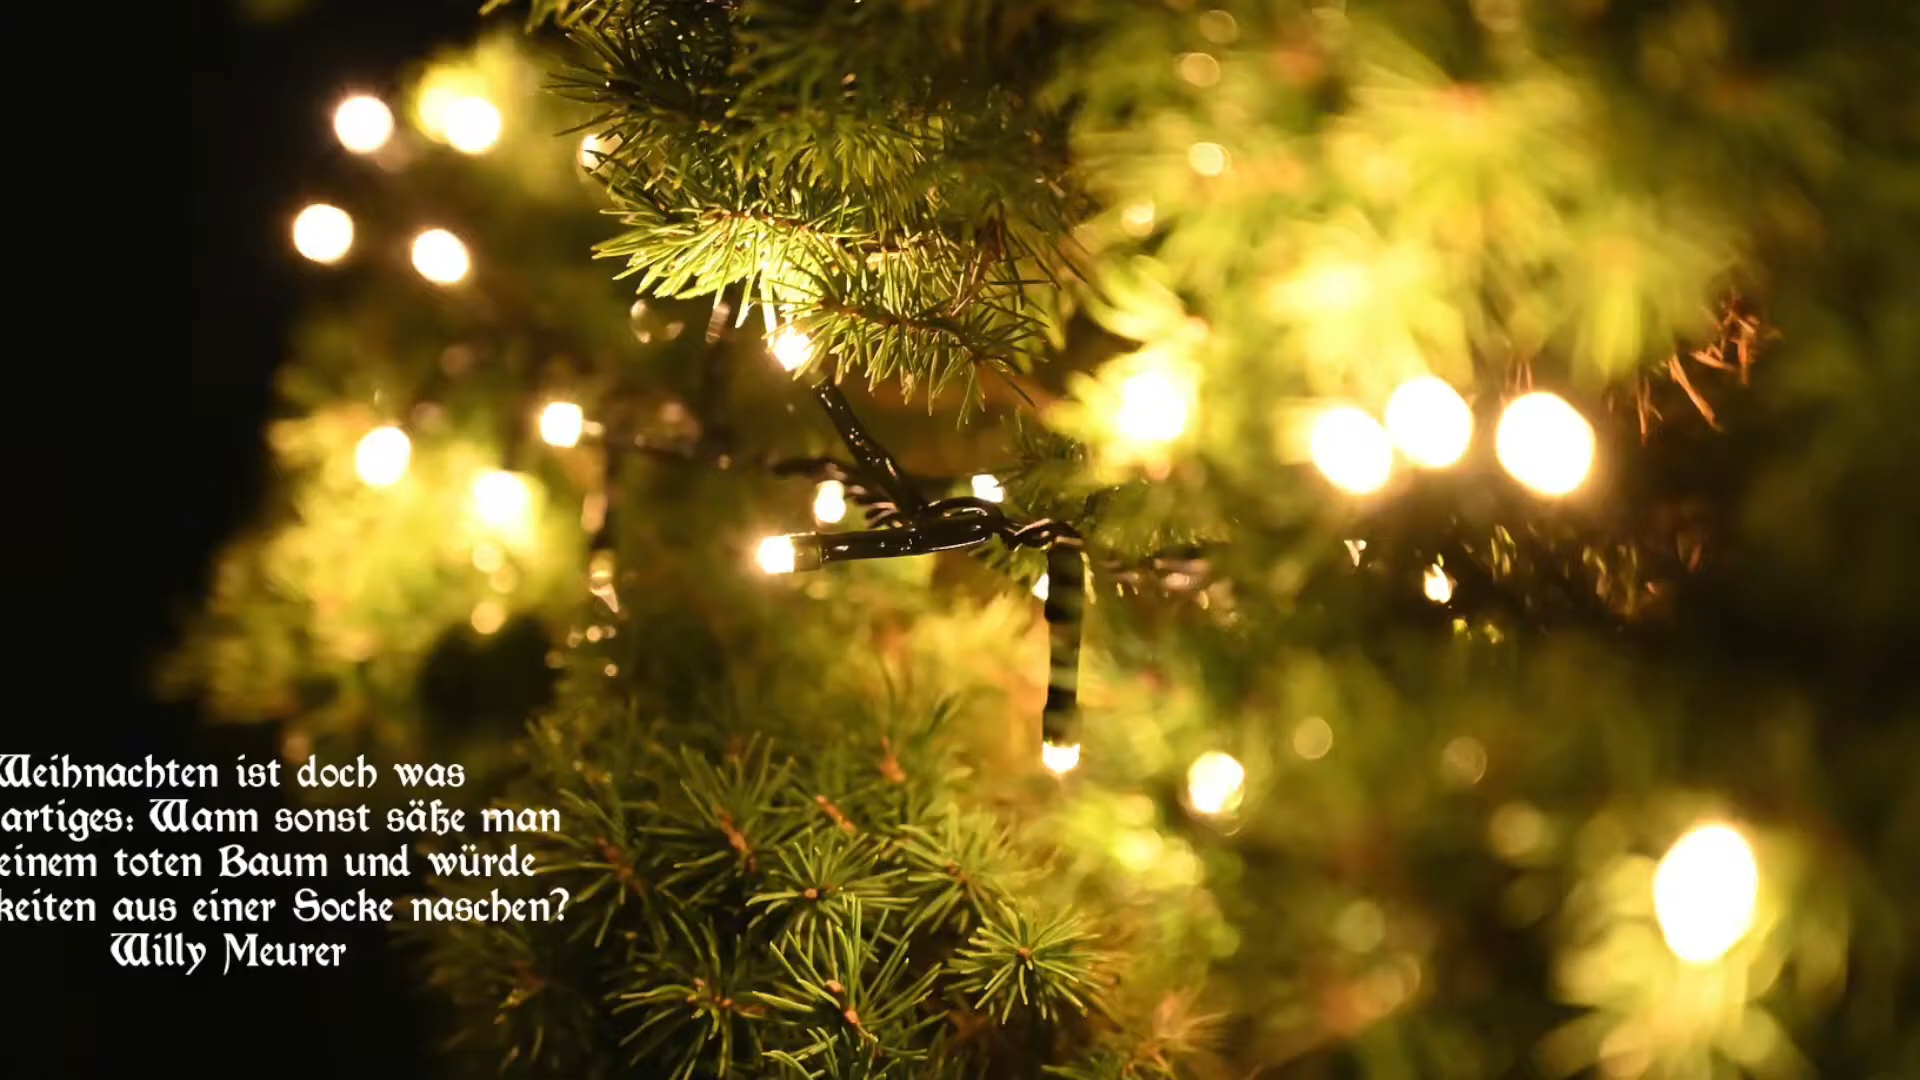 Weihnachten ist doch was
artiges: Wann sonst säße man
einem toten Baum und würde
keiten aus einer Socke naschen?
Willy Meurer